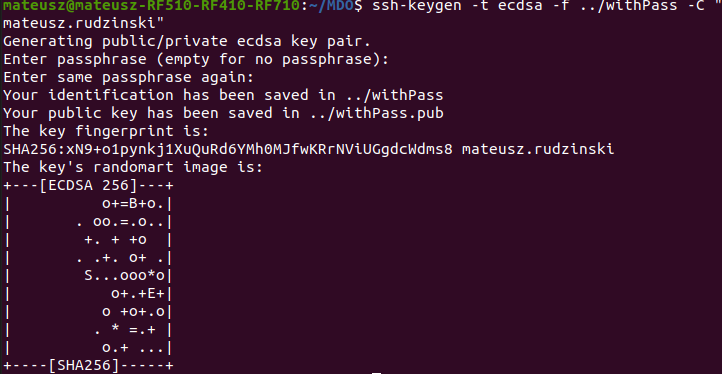 mateusz@mateusz-RF510-RF410-RF710:~/MDO$ ssh-keygen -t ecdsa -f ../withPass -C "
mateusz.rudzinski"
Generating public/private ecdsa key pair.
Enter passphrase (empty for no passphrase):
Enter same passphrase again:
Your identification has been saved in ../withPass
Your public key has been saved in ../withPass.pub
The key fingerprint is:
SHA256:xN9+o1pynkj1XuQuRd6YMh0MJfwKRrNViUGgdcWdms8 mateusz.rudzinski
The key's randomart image is:
+---[ECDSA 256]---+
|           o+=B+o.|
|        . oo.=.o..|
|         +. + +o  |
|        . .+. o+ .|
|         S...ooo*o|
|            o+.+E+|
|           o +o+.o|
|          . * =.+ |
|           o.+ ...|
+----[SHA256]-----+